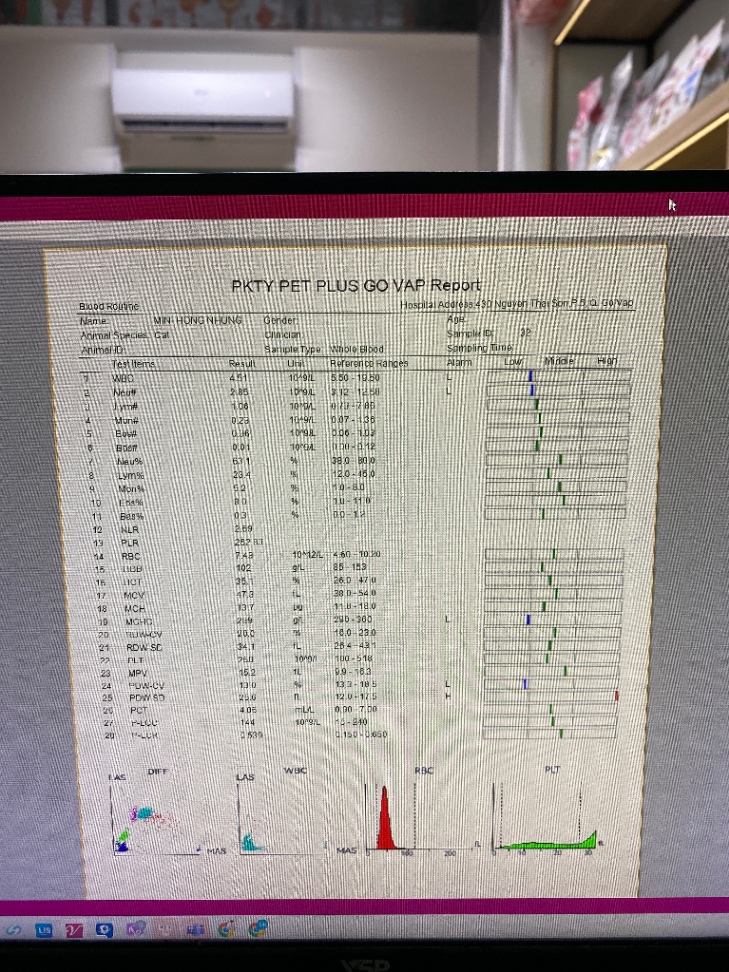 PKTY PET PLUS GO VAP Report
Blood Routine Hospital Address:430 Nguyen Thai Son,P.5, Q. Go Vap
Name: MIN- HONG NHUNG Gender: Age:
Animal Species: Cat Clinician: Sample ID: 32
Animal ID: Sample Type Whole Blood Sampling Time:
Test Items Result Unit Reference Ranges Alarm Low Middle High
1 WBC 4.51 10^9/L 5.50 - 19.50 L
2 Neu# 2.85 10^9/L 3.12 - 12.58 L
3 Lym# 1.06 10^9/L 0.73 - 7.86
4 Mon# 0.23 10^9/L 0.07 - 1.36
5 Eos# 0.36 10^9/L 0.06 - 1.93
6 Bas# 0.01 10^9/L 0.00 - 0.12
7 Neu% 63.1 % 38.0 - 80.0
8 Lym% 23.4 % 12.0 - 45.0
9 Mon% 5.2 % 1.0 - 8.0
10 Eos% 8.0 % 1.0 - 11.0
11 Bas% 0.3 % 0.0 - 1.2
12 NLR 2.69
13 PLR
14 RBC 7.43 10^12/L 4.60 - 10.20
15 HGB 102 g/L 85 - 153
16 HCT 35.1 % 26.0 - 47.0
17 MCV 47.3 fL 38.0 - 54.0
18 MCH 13.7 pg 11.8 - 18.0
19 MCHC 289 g/L 290 - 360 L
20 RDW-CV 20.0 % 16.0 - 23.0
21 RDW-SD 34.1 fL 26.4 - 43.1
22 PLT 10^9/L 100 - 518
23 MPV 15.2 fL 9.9 - 16.3
24 PDW-CV 13.0 % 13.3 - 18.5 L
25 PDW-SD fL 12.0 - 17.5 H
26 PCT 4.06 mL/L 0.90 - 7.00
27 P-LCC 144 10^9/L - 240
28 P-LCR 0.539 0.150 - 0.650
LAS DIFF LAS WBC RBC PLT
MAS MAS 0 100 200 fL 10 20 30 fL
LIS